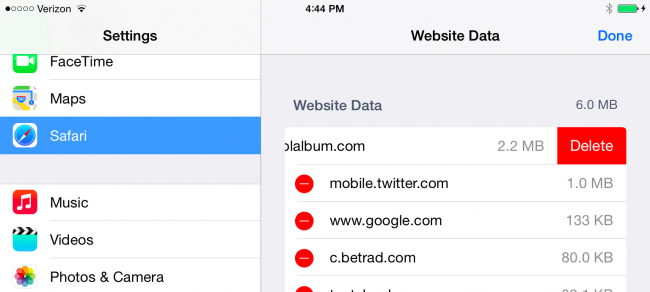 Verizon 4:44 PM
Settings
Website Data Done
FaceTime
Maps
Safari
Music
Videos
Photos & Camera
Website Data 6.0 MB
olalbum.com 2.2 MB Delete
mobile.twitter.com 1.0 MB
www.google.com 133 KB
c.betrad.com 80.0 KB